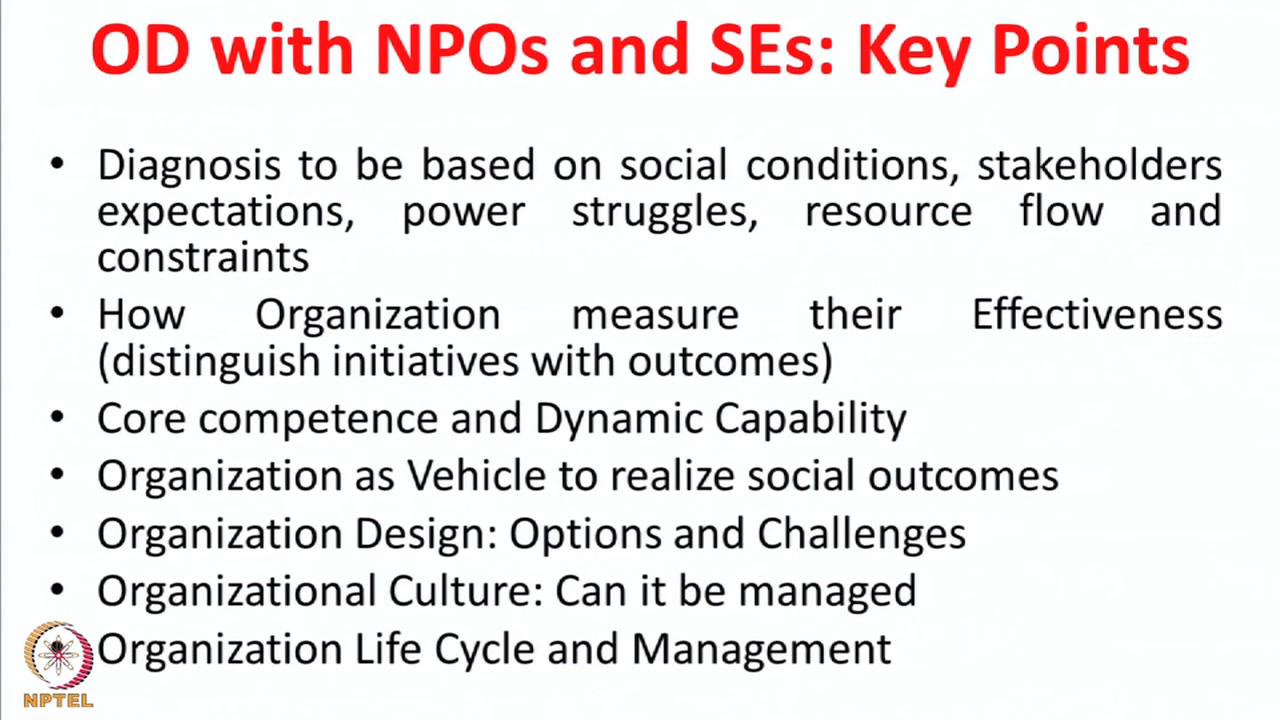 OD with NPOs and SEs: Key Points
• Diagnosis to be based on social conditions, stakeholders
expectations, power struggles, resource flow and
constraints
• How Organization measure their Effectiveness
(distinguish initiatives with outcomes)
• Core competence and Dynamic Capability
• Organization as Vehicle to realize social outcomes
• Organization Design: Options and Challenges
• Organizational Culture: Can it be managed
Organization Life Cycle and Management
NPTEL